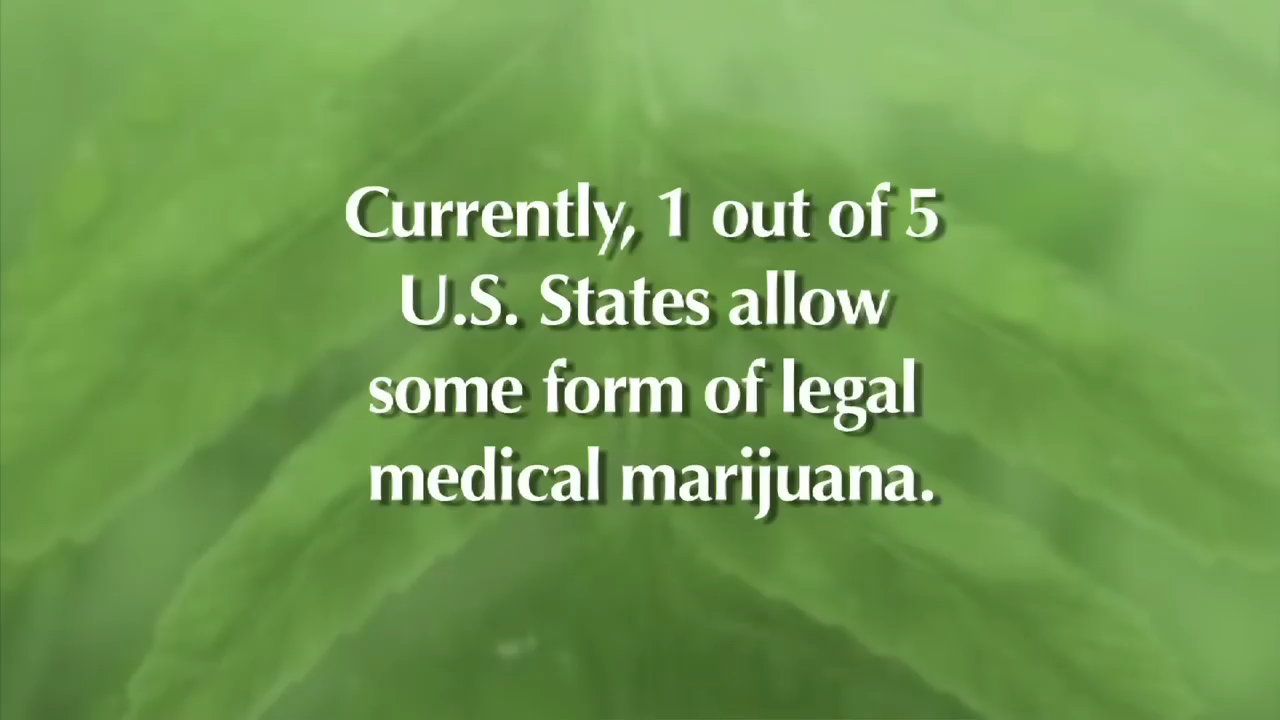 Currently, 1 out of 5
U.S. States allow
some form of legal
medical marijuana.